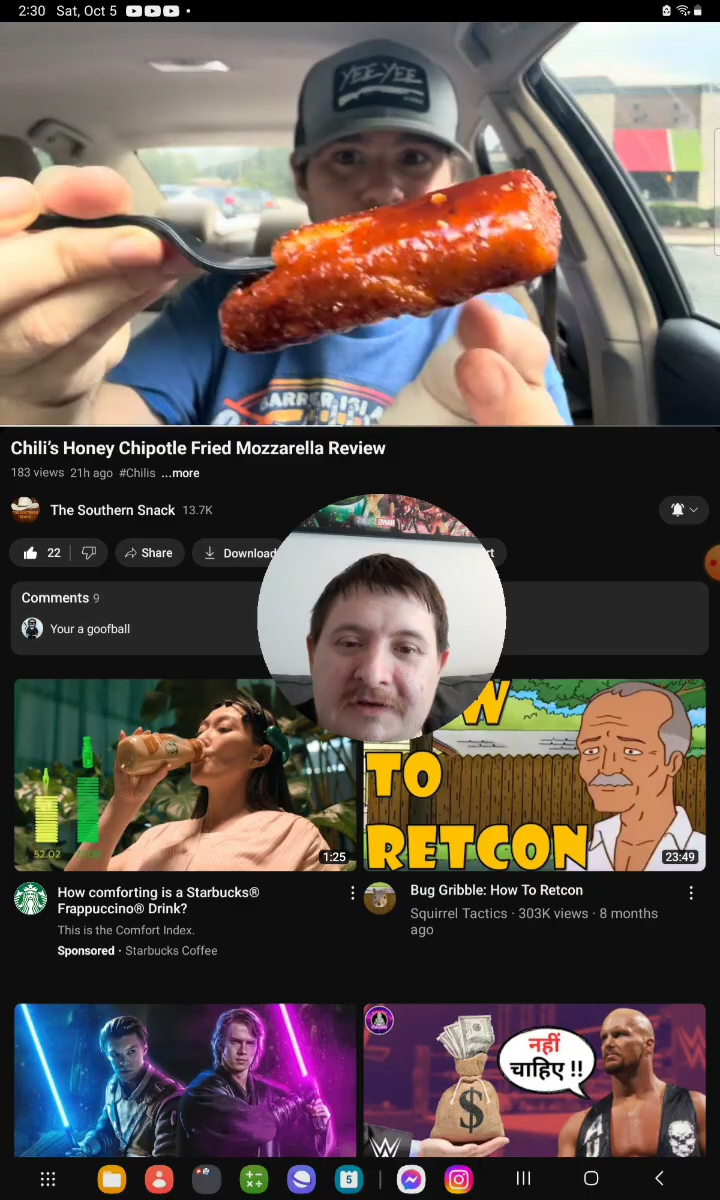 2:30 Sat, Oct 5
YEE YEE
BARRIER ISLA
Chili's Honey Chipotle Fried Mozzarella Review
183 views 21h ago #Chilis ...more
The Southern Snack 13.7K
22 Share Download
Comments 9
Your a goofball
52.02
1:25
TO
RETCON
23:49
How comforting is a Starbucks®
Frappuccino® Drink?
This is the Comfort Index.
Sponsored · Starbucks Coffee
Bug Gribble: How To Retcon
Squirrel Tactics · 303K views · 8 months
ago
नहीं
चाहिए !!
$
5